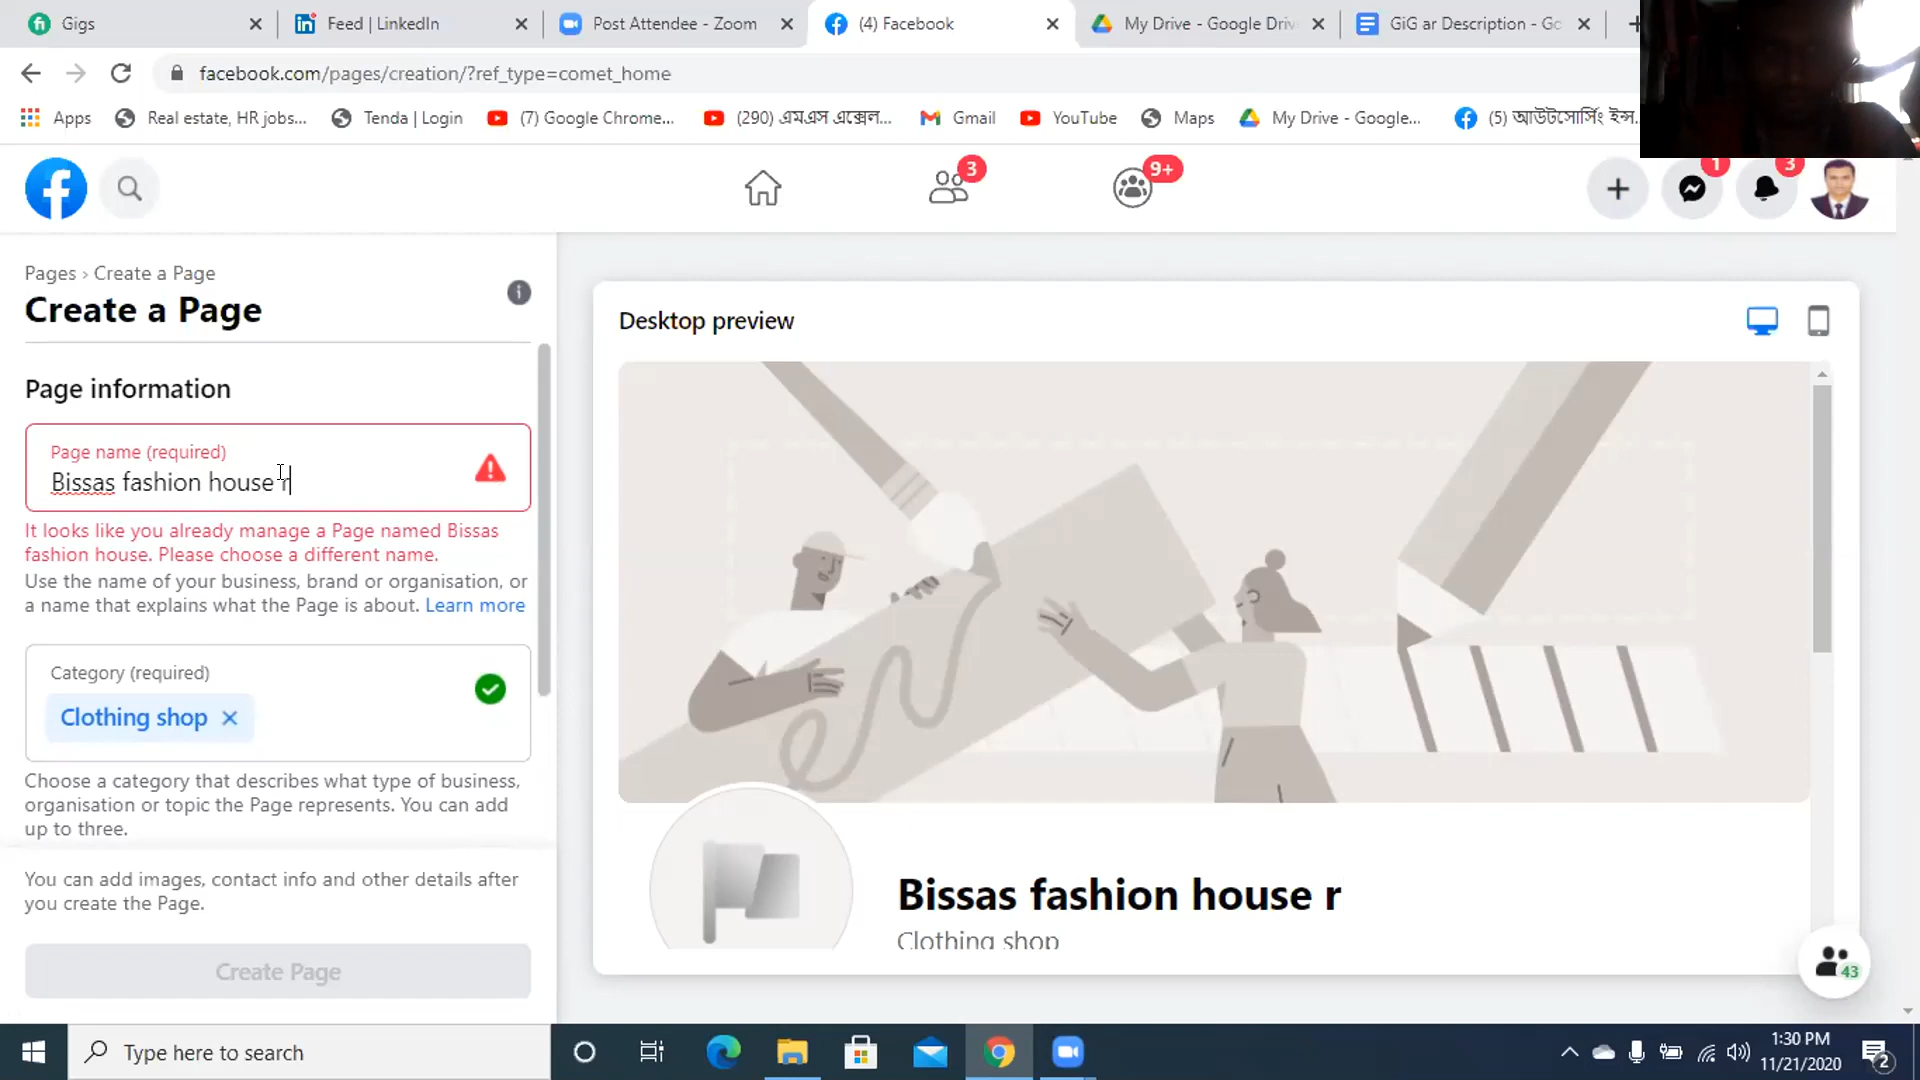 Gigs
Feed | LinkedIn
Post Attendee - Zoom
(4) Facebook
My Drive - Google Driv
GiG ar Description - Go
facebook.com/pages/creation/?ref_type=comet_home
Apps
Real estate, HR jobs...
Tenda | Login
(7) Google Chrome...
(290) এমএস এক্সেল...
Gmail
YouTube
Maps
My Drive - Google...
(5) আউটসোর্সিং ইন্স...
3
9+
1
3
Pages › Create a Page
Create a Page
Page information
Page name (required)
Bissas fashion house r
It looks like you already manage a Page named Bissas
fashion house. Please choose a different name.
Use the name of your business, brand or organisation, or
a name that explains what the Page is about. Learn more
Category (required)
Clothing shop
Choose a category that describes what type of business,
organisation or topic the Page represents. You can add
up to three.
You can add images, contact info and other details after
you create the Page.
Create Page
Desktop preview
Bissas fashion house r
Clothing shop
43
Type here to search
1:30 PM
11/21/2020
2